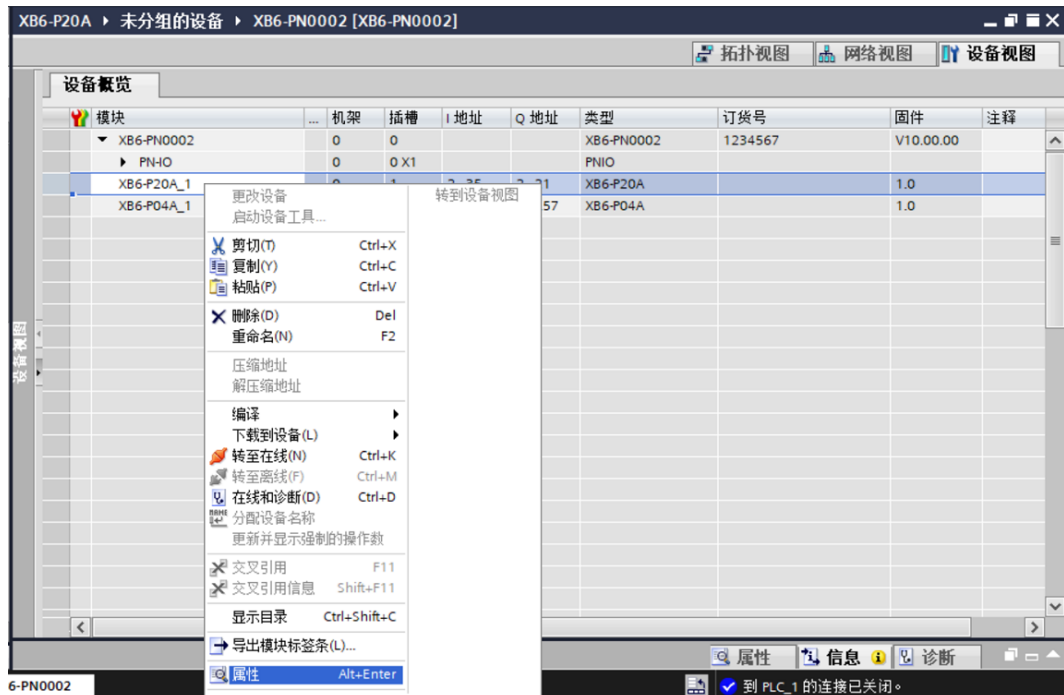 XB6-P20A ▸ 未分组的设备 ▸ XB6-PN0002 [XB6-PN0002]
拓扑视图 网络视图 设备视图
设备概览
模块 ... 机架 插槽 I 地址 Q 地址 类型 订货号 固件 注释
XB6-PN0002 0 0 XB6-PN0002 1234567 V10.00.00
PN-IO 0 0 X1 PNIO
XB6-P20A_1 XB6-P20A 1.0
XB6-P04A_1 57 XB6-P04A 1.0
更改设备 转到设备视图
启动设备工具...
剪切(T) Ctrl+X
复制(Y) Ctrl+C
粘贴(P) Ctrl+V
删除(D) Del
重命名(N) F2
压缩地址
解压缩地址
编译
下载到设备(L)
转至在线(N) Ctrl+K
转至离线(F) Ctrl+M
在线和诊断(D) Ctrl+D
分配设备名称
更新并显示强制的操作数
交叉引用 F11
交叉引用信息 Shift+F11
显示目录 Ctrl+Shift+C
导出模块标签条(L)...
属性 Alt+Enter
设备视图
属性 信息 诊断
6-PN0002
到 PLC_1 的连接已关闭。